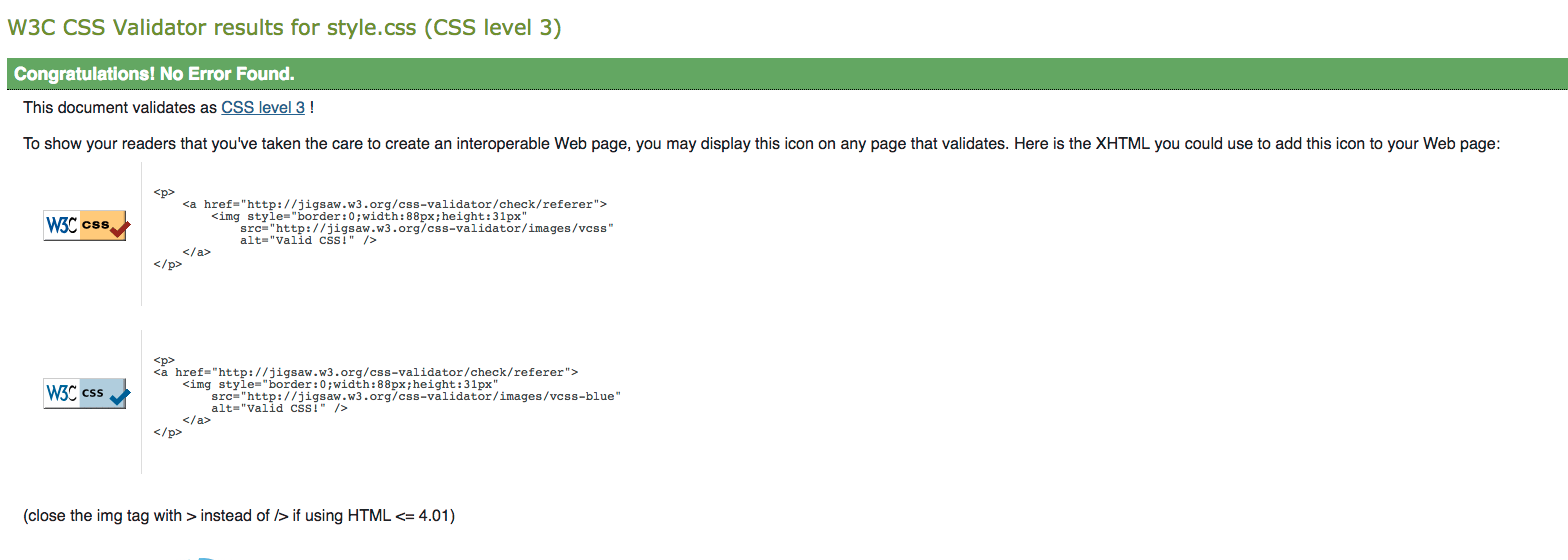 W3C CSS Validator results for style.css (CSS level 3)
Congratulations! No Error Found.
This document validates as CSS level 3 !
To show your readers that you've taken the care to create an interoperable Web page, you may display this icon on any page that validates. Here is the XHTML you could use to add this icon to your Web page:
W3C css
<p>
<a href="http://jigsaw.w3.org/css-validator/check/referer">
<img style="border:0;width:88px;height:31px"
src="http://jigsaw.w3.org/css-validator/images/vcss"
alt="Valid CSS!" />
</a>
</p>
W3C css
<p>
<a href="http://jigsaw.w3.org/css-validator/check/referer">
<img style="border:0;width:88px;height:31px"
src="http://jigsaw.w3.org/css-validator/images/vcss-blue"
alt="Valid CSS!" />
</a>
</p>
(close the img tag with > instead of /> if using HTML <= 4.01)